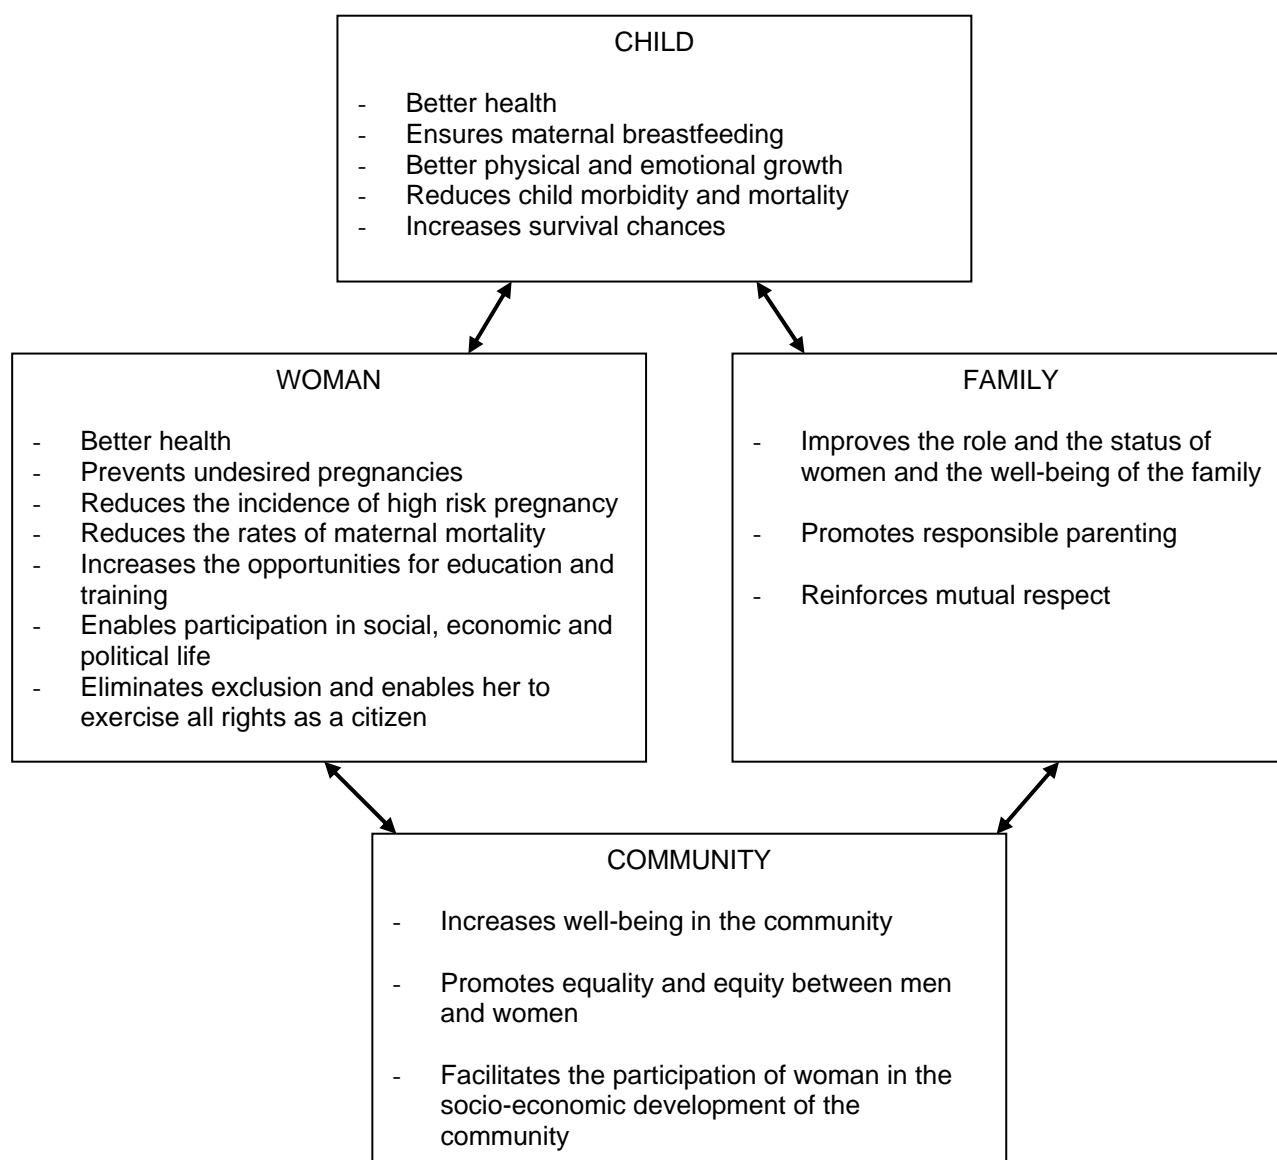 CHILD
- Better health
- Ensures maternal breastfeeding
- Better physical and emotional growth
- Reduces child morbidity and mortality
- Increases survival chances
WOMAN
- Better health
- Prevents undesired pregnancies
- Reduces the incidence of high risk pregnancy
- Reduces the rates of maternal mortality
- Increases the opportunities for education and
training
- Enables participation in social, economic and
political life
- Eliminates exclusion and enables her to
exercise all rights as a citizen
FAMILY
- Improves the role and the status of
women and the well-being of the family
- Promotes responsible parenting
- Reinforces mutual respect
COMMUNITY
- Increases well-being in the community
- Promotes equality and equity between men
and women
- Facilitates the participation of woman in the
socio-economic development of the
community